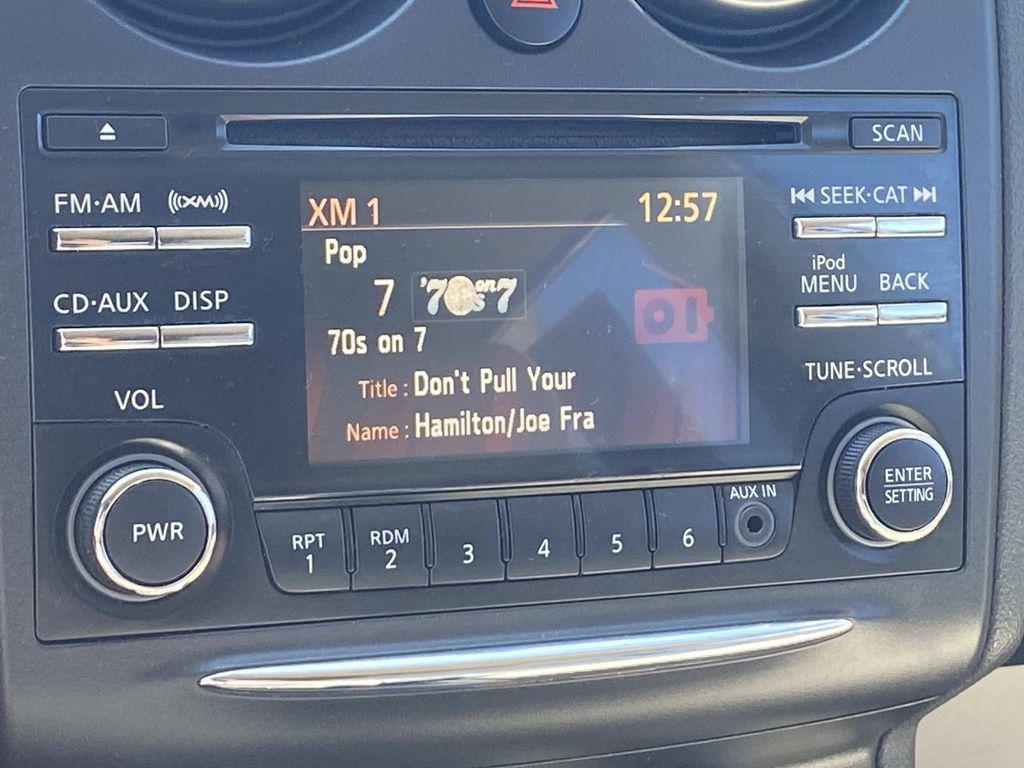 SCAN
FM·AM
((XM))
SEEK·CAT
CD·AUX
DISP
iPod
MENU
BACK
VOL
TUNE·SCROLL
XM 1
12:57
Pop
7
'70s on 7
70s on 7
Title : Don't Pull Your
Name : Hamilton/Joe Fra
PWR
ENTER
SETTING
RPT
1
RDM
2
3
4
5
6
AUX IN